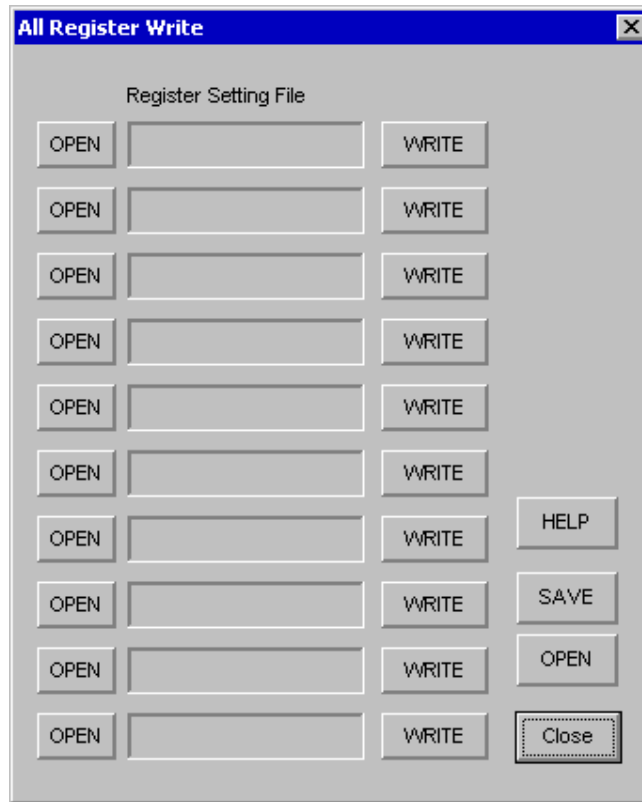 All Register Write
Register Setting File
OPEN WRITE
OPEN WRITE
OPEN WRITE
OPEN WRITE
OPEN WRITE
OPEN WRITE
OPEN WRITE HELP
OPEN WRITE SAVE
OPEN WRITE OPEN
OPEN WRITE Close